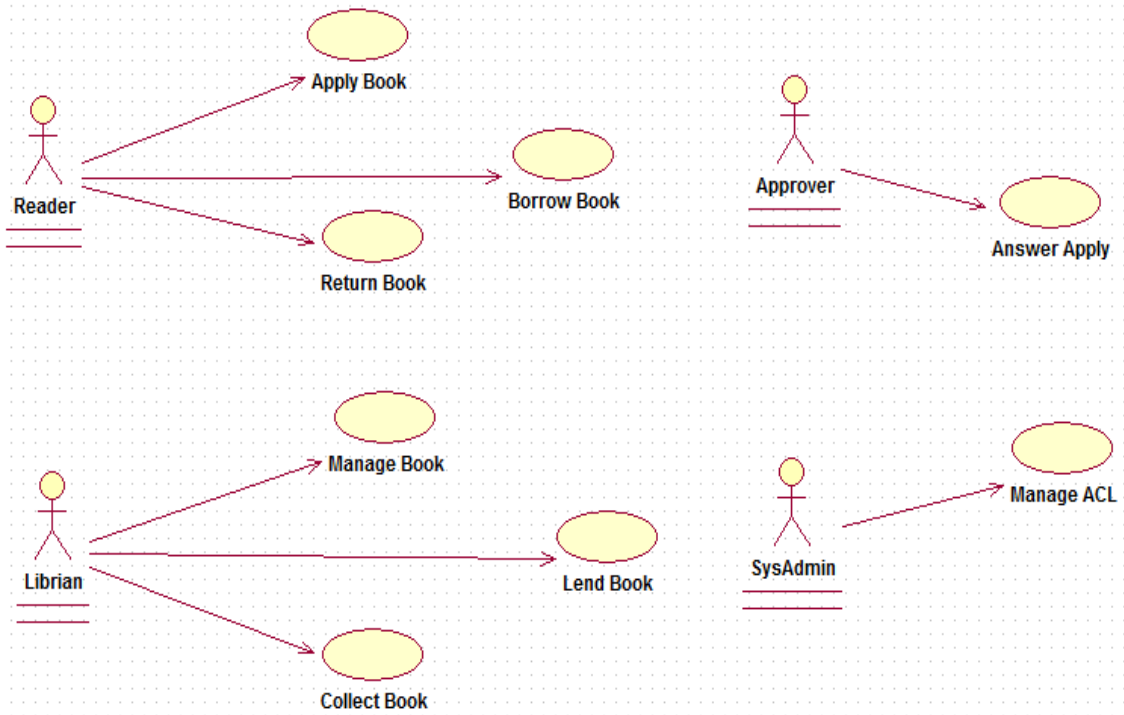 Apply Book
Reader
Borrow Book
Return Book
Approver
Answer Apply
Manage Book
Librian
Lend Book
Collect Book
Manage ACL
SysAdmin